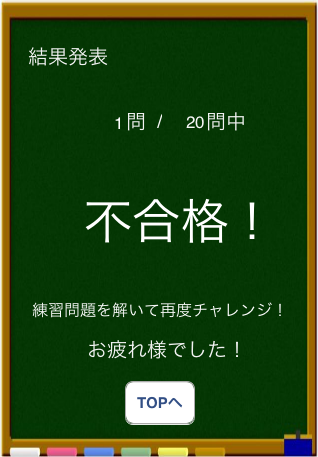 結果発表
1問 / 20問中
不合格！
練習問題を解いて再度チャレンジ！
お疲れ様でした！
TOPへ